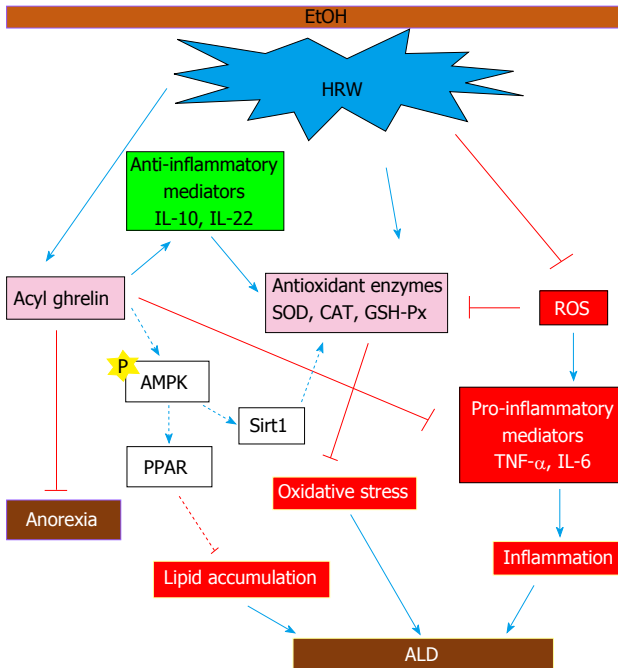 EtOH
HRW
Anti-inflammatory
mediators
IL-10, IL-22
Acyl ghrelin
Antioxidant enzymes
SOD, CAT, GSH-Px
ROS
P
AMPK
Sirt1
Pro-inflammatory
mediators
TNF-α, IL-6
PPAR
Oxidative stress
Anorexia
Inflammation
Lipid accumulation
ALD